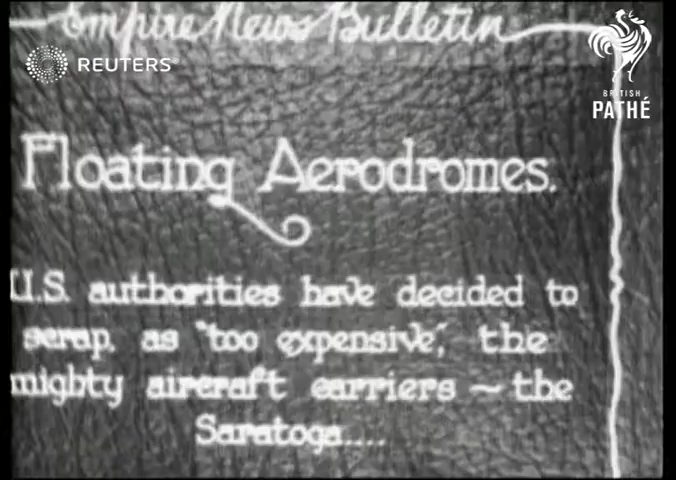 Empire News Bulletin
REUTERS
BRITISH
PATHÉ
Floating Aerodromes.
U.S. authorities have decided to
scrap, as "too expensive", the
mighty aircraft carriers ~ the
Saratoga....